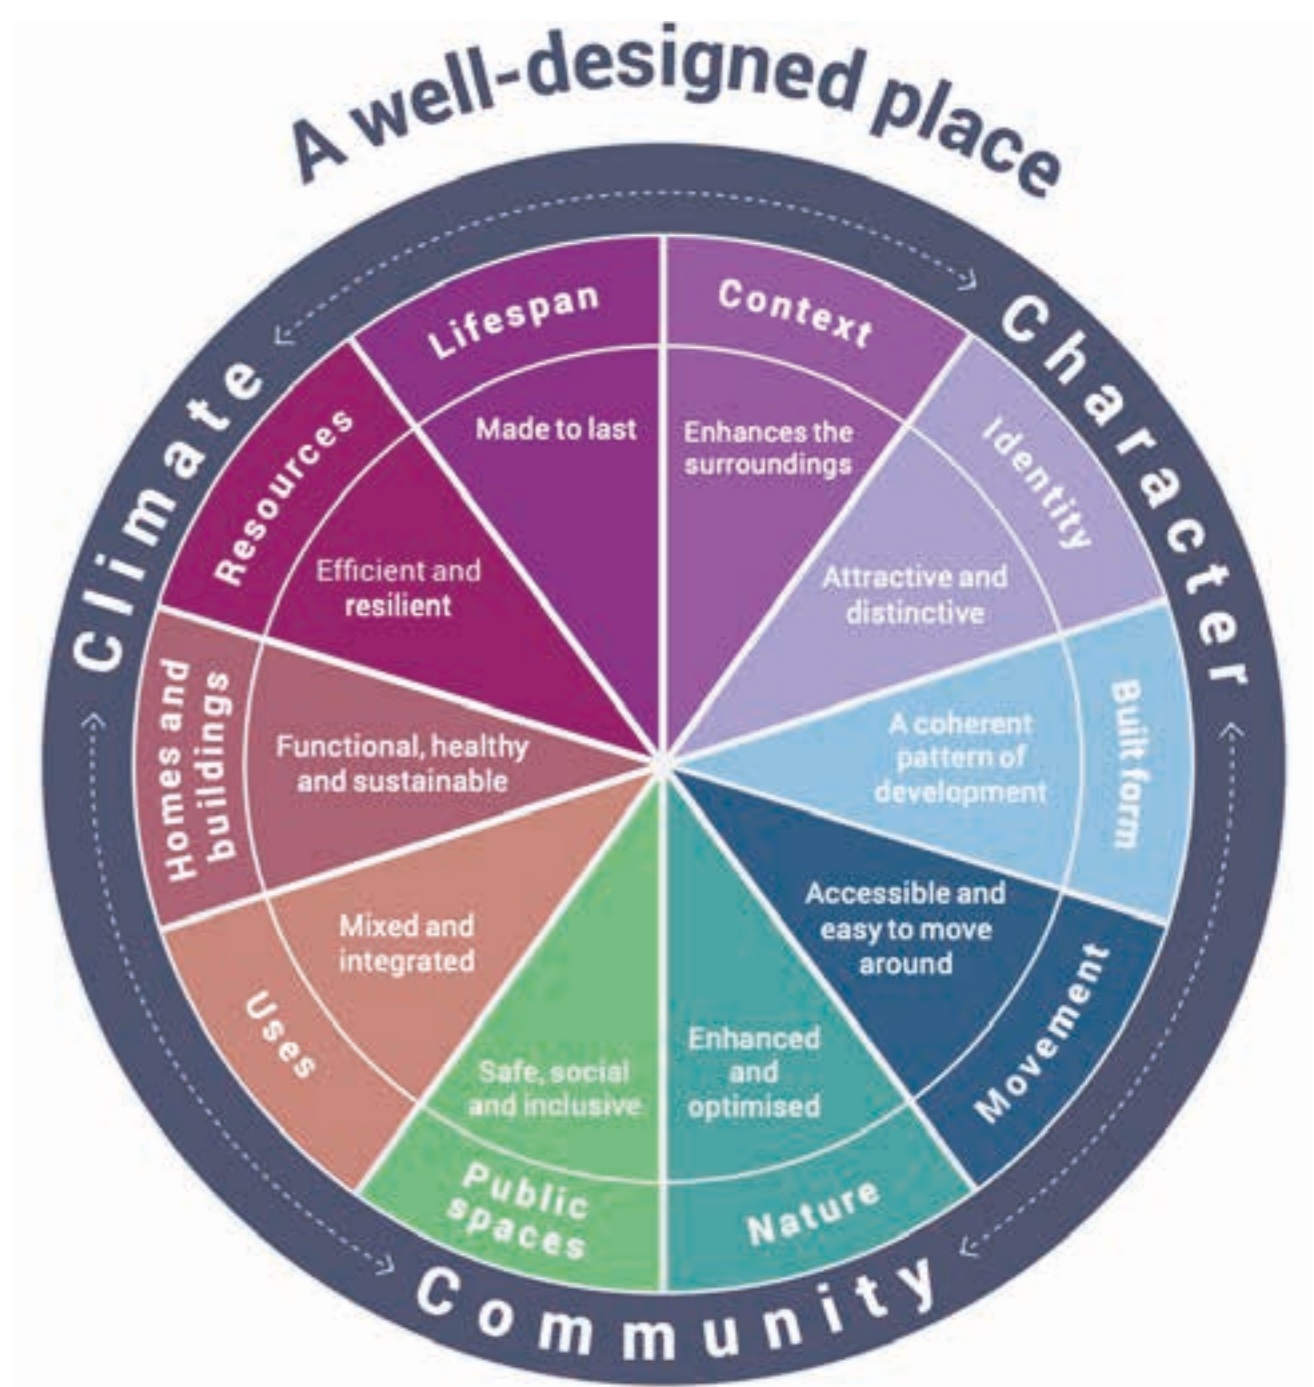 A well-designed place
Climate
Character
Community
Context
Enhances the
surroundings
Identity
Attractive and
distinctive
Built form
A coherent
pattern of
development
Movement
Accessible and
easy to move
around
Nature
Enhanced
and
optimised
Public
spaces
Safe, social
and inclusive
Uses
Mixed and
integrated
Homes and
buildings
Functional, healthy
and sustainable
Resources
Efficient and
resilient
Lifespan
Made to last